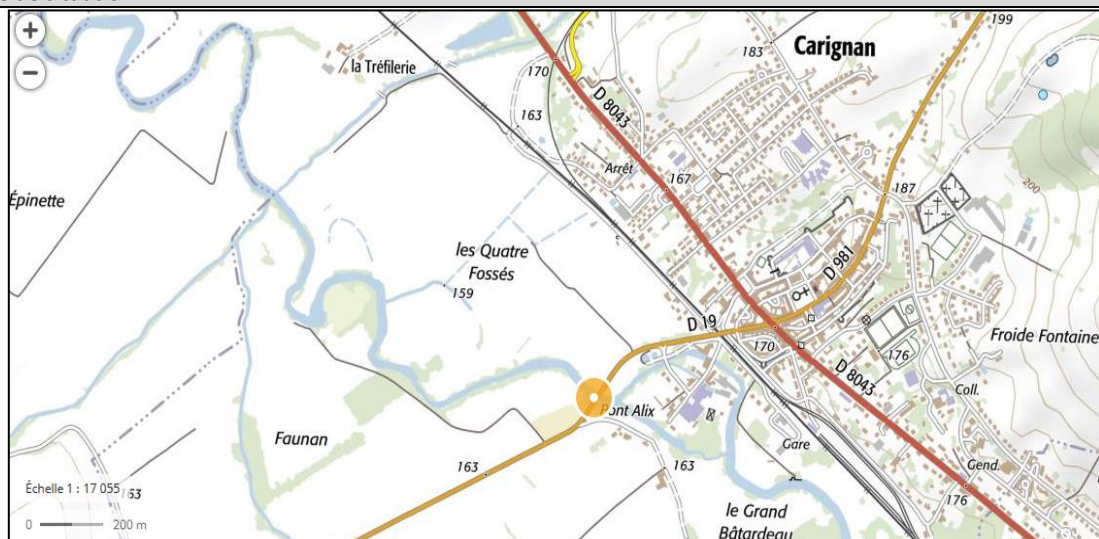 +
199
Carignan
183
la Tréfilerie
170
D 8043
163
Arrêt
167
187
Épinette
200
les Quatre
Fossés
D 981
159
D 19
170
Froide Fontaine
176
D 8043
Coll.
Pont Alix
Faunan
Gare
163
163
Gend.
176
Échelle 1 : 17 055
163
le Grand
Bâtardeau
0
200 m